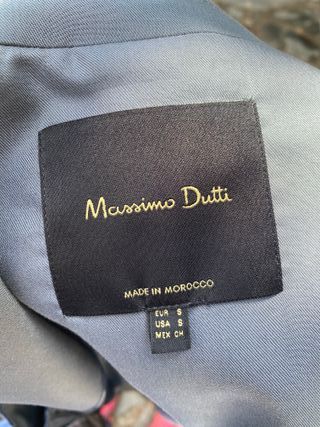 Massimo Dutti
MADE IN MOROCCO
EUR S
USA S
MEX CH